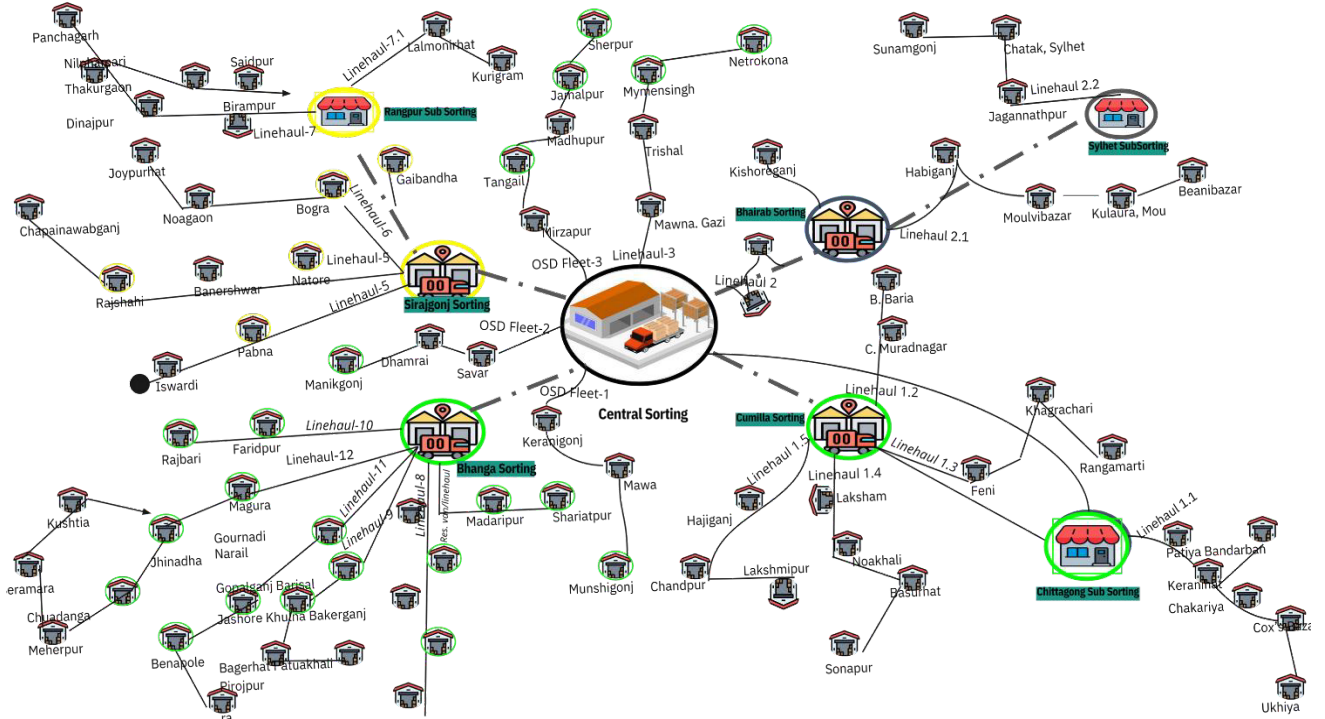 Panchagarh
Nilphamari
Thakurgaon
Saidpur
Dinajpur
Birampur
Linehaul-7
Linehaul-7.1
Lalmonirhat
Kurigram
Rangpur Sub Sorting
Sherpur
Jamalpur
Madhupur
Tangail
Mirzapur
OSD Fleet-3
Netrokona
Mymensingh
Trishal
Mawna. Gazi
Linehaul-3
Sunamgonj
Chatak, Sylhet
Jagannathpur
Linehaul 2.2
Sylhet SubSorting
Kishoreganj
Bhairab Sorting
Habiganj
Moulvibazar
Kulaura, Mou
Beanibazar
Linehaul 2.1
Linehaul 2
Joypurhat
Noagaon
Bogra
Gaibandha
Linehaul-6
Chapainawabganj
Rajshahi
Banershwar
Natore
Linehaul-5
Linehaul-5
Sirajgonj Sorting
Pabna
Iswardi
OSD Fleet-2
Manikgonj
Dhamrai
Savar
Central Sorting
OSD Fleet-1
Keranigonj
Mawa
Munshigonj
B. Baria
C. Muradnagar
Linehaul 1.2
Cumilla Sorting
Linehaul 1.5
Linehaul 1.4
Linehaul 1.3
Khagrachari
Rangamarti
Feni
Hajiganj
Laksham
Chandpur
Lakshmipur
Noakhali
Basurhat
Sonapur
Linehaul 1.1
Chittagong Sub Sorting
Patiya Bandarban
Keranihat
Chakariya
Ukhiya
Rajbari
Faridpur
Linehaul-10
Bhanga Sorting
Linehaul-12
Linehaul-11
Linehaul-9
Linehaul-8
Res. van/linehaul
Madaripur
Shariatpur
Magura
Kushtia
Jhinadha
eramara
Chuadanga
Meherpur
Gournadi
Narail
Gopalganj Barisal
Jashore Khulna Bakerganj
Benapole
Bagerhat Patuakhali
Pirojpur
ra